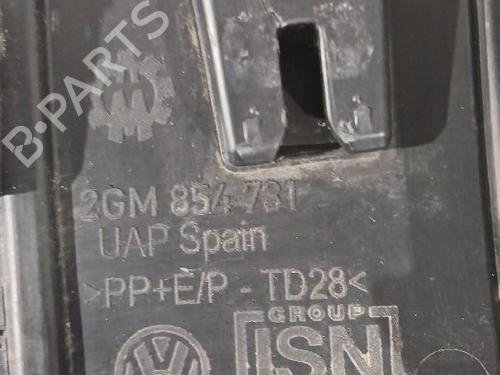 B-PARTS
2GM 854 731
UAP Spain
>PP+E/P - TD28<
GROUP
ISN